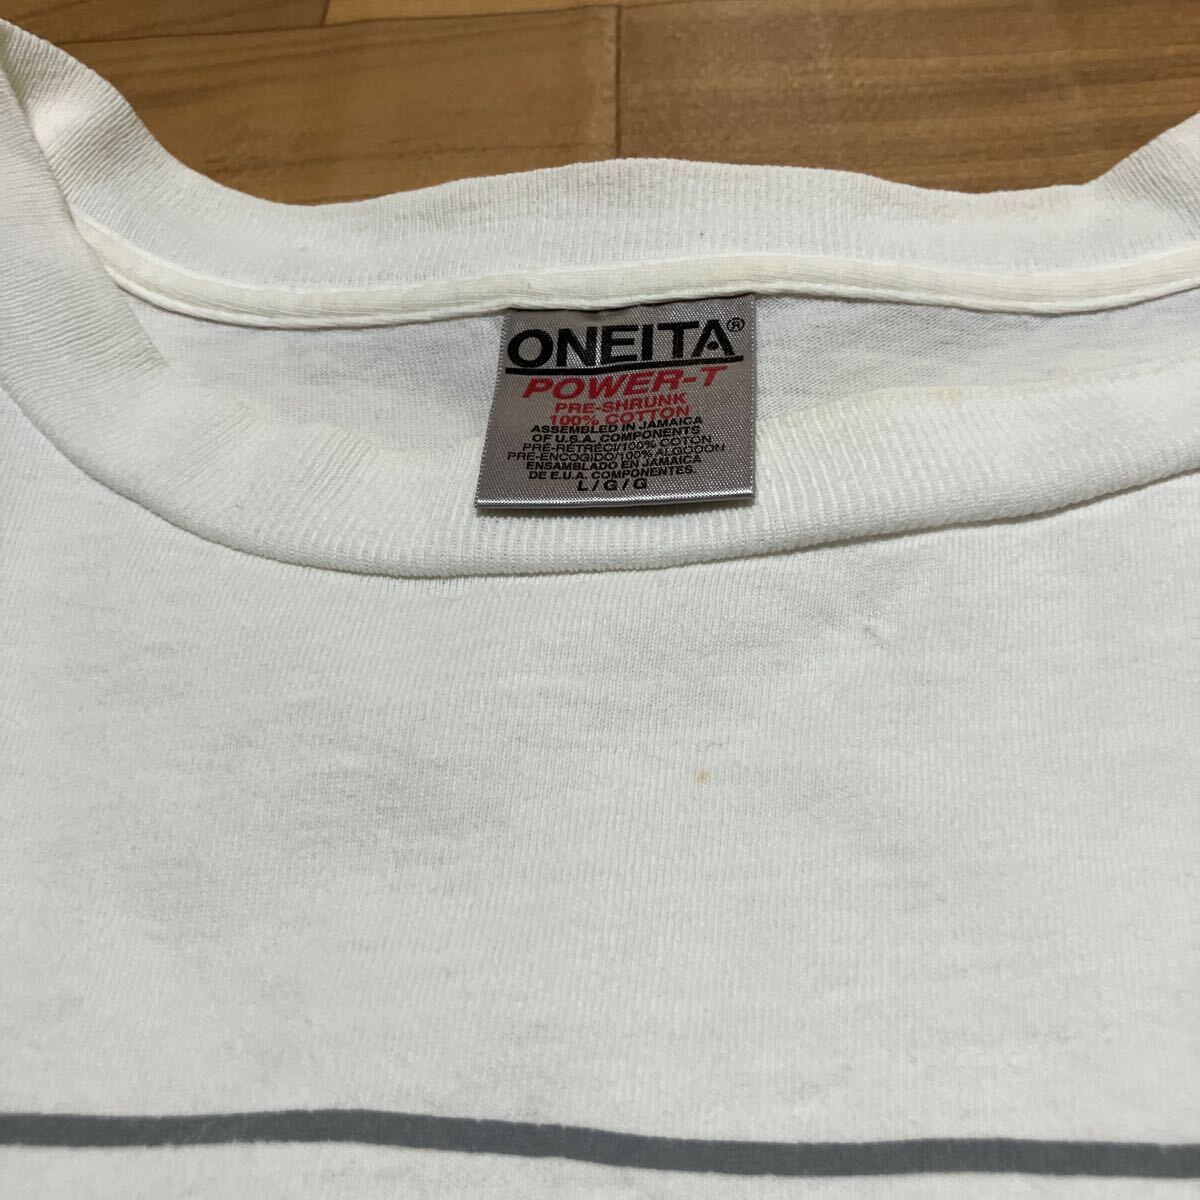 ONEITA®
POWER-T
PRE-SHRUNK
100% COTTON
ASSEMBLED IN JAMAICA
OF U.S.A. COMPONENTS
PRE-RETRECI/100% COTON
PRE-ENCOGIDO/100% ALGODON
ENSAMBLADO EN JAMAICA
DE E.U.A. COMPONENTES.
L/G/G